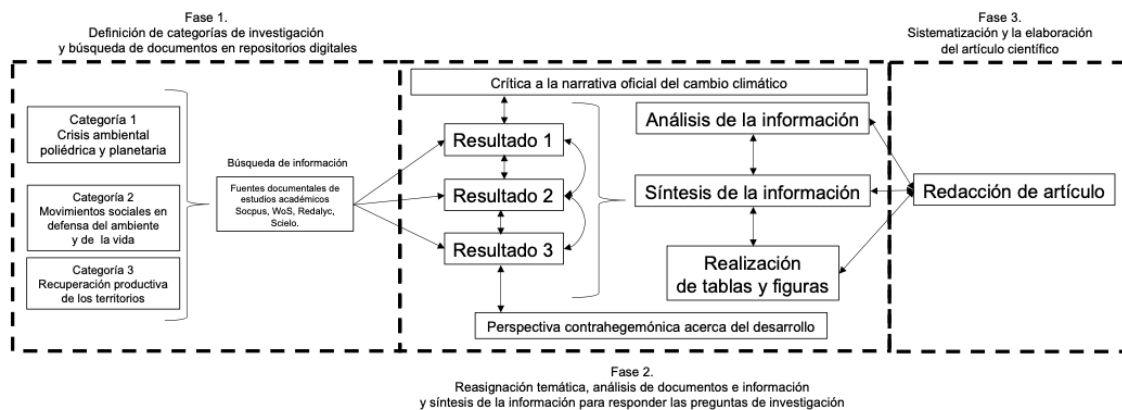 Fase 1.
Definición de categorías de investigación
y búsqueda de documentos en repositorios digitales
Categoría 1
Crisis ambiental
poliédrica y planetaria
Categoría 2
Movimientos sociales en
defensa del ambiente
y de la vida
Categoría 3
Recuperación productiva
de los territorios
Búsqueda de información
Fuentes documentales de
estudios académicos
Socpus, WoS, Redalyc,
Scielo.
Crítica a la narrativa oficial del cambio climático
Resultado 1
Resultado 2
Resultado 3
Perspectiva contrahegemónica acerca del desarrollo
Análisis de la información
Síntesis de la información
Realización
de tablas y figuras
Fase 2.
Reasignación temática, análisis de documentos e información
y síntesis de la información para responder las preguntas de investigación
Fase 3.
Sistematización y la elaboración
del artículo científico
Redacción de artículo